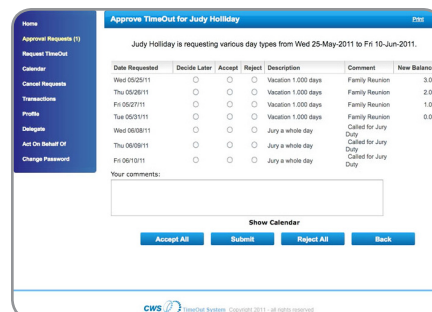 Home
Approval Requests (1)
Request TimeOut
Calendar
Cancel Requests
Transactions
Profile
Delegate
Act On Behalf Of
Change Password
Approve TimeOut for Judy Holliday Print
Judy Holliday is requesting various day types from Wed 25-May-2011 to Fri 10-Jun-2011.
Date Requested Decide Later Accept Reject Description Comment New Balance
Wed 05/25/11 Vacation 1.000 days Family Reunion 3.0
Thu 05/26/11 Vacation 1.000 days Family Reunion 2.0
Fri 05/27/11 Vacation 1.000 days Family Reunion 1.0
Tue 05/31/11 Vacation 1.000 days Family Reunion 0.0
Wed 06/08/11 Jury a whole day Called for Jury
Duty
Thu 06/09/11 Jury a whole day Called for Jury
Duty
Fri 06/10/11 Jury a whole day Called for Jury
Duty
Your comments:
Show Calendar
Accept All Submit Reject All Back
CWS TimeOut System Copyright 2011 - all rights reserved